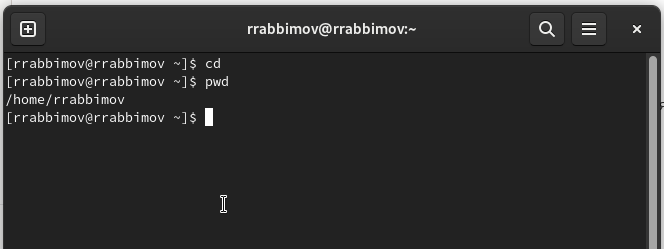 rrabbimov@rrabbimov:~
[rrabbimov@rrabbimov ~]$ cd
[rrabbimov@rrabbimov ~]$ pwd
/home/rrabbimov
[rrabbimov@rrabbimov ~]$